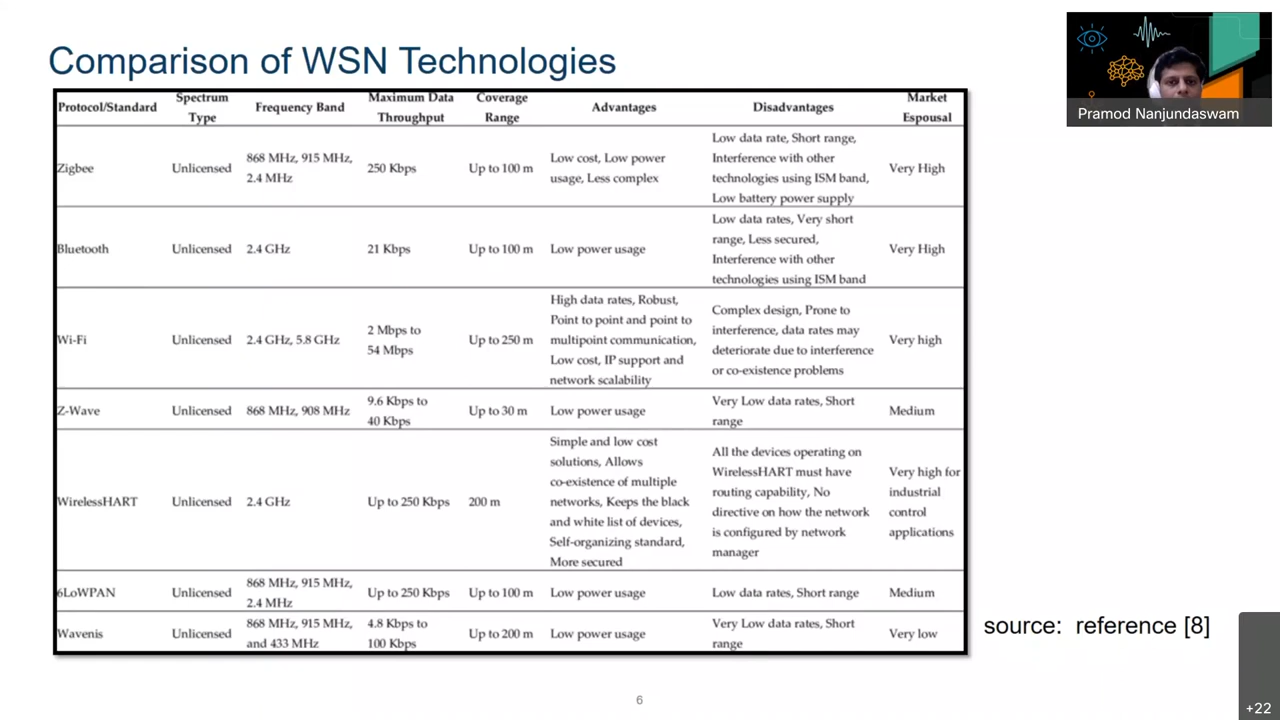 Comparison of WSN Technologies
Pramod Nanjundaswam
Protocol/Standard Spectrum Type Frequency Band Maximum Data Throughput Coverage Range Advantages Disadvantages Market Espousal
Zigbee Unlicensed 868 MHz, 915 MHz, 2.4 MHz 250 Kbps Up to 100 m Low cost, Low power usage, Less complex Low data rate, Short range, Interference with other technologies using ISM band, Low battery power supply Very High
Bluetooth Unlicensed 2.4 GHz 21 Kbps Up to 100 m Low power usage Low data rates, Very short range, Less secured, Interference with other technologies using ISM band Very High
Wi-Fi Unlicensed 2.4 GHz, 5.8 GHz 2 Mbps to 54 Mbps Up to 250 m High data rates, Robust, Point to point and point to multipoint communication, Low cost, IP support and network scalability Complex design, Prone to interference, data rates may deteriorate due to interference or co-existence problems Very high
Z-Wave Unlicensed 868 MHz, 908 MHz 9.6 Kbps to 40 Kbps Up to 30 m Low power usage Very Low data rates, Short range Medium
WirelessHART Unlicensed 2.4 GHz Up to 250 Kbps 200 m Simple and low cost solutions, Allows co-existence of multiple networks, Keeps the black and white list of devices, Self-organizing standard, More secured All the devices operating on WirelessHART must have routing capability, No directive on how the network is configured by network manager Very high for industrial control applications
6LoWPAN Unlicensed 868 MHz, 915 MHz, 2.4 MHz Up to 250 Kbps Up to 100 m Low power usage Low data rates, Short range Medium
Wavenis Unlicensed 868 MHz, 915 MHz, and 433 MHz 4.8 Kbps to 100 Kbps Up to 200 m Low power usage Very Low data rates, Short range Very low
source: reference [8]
6
+22